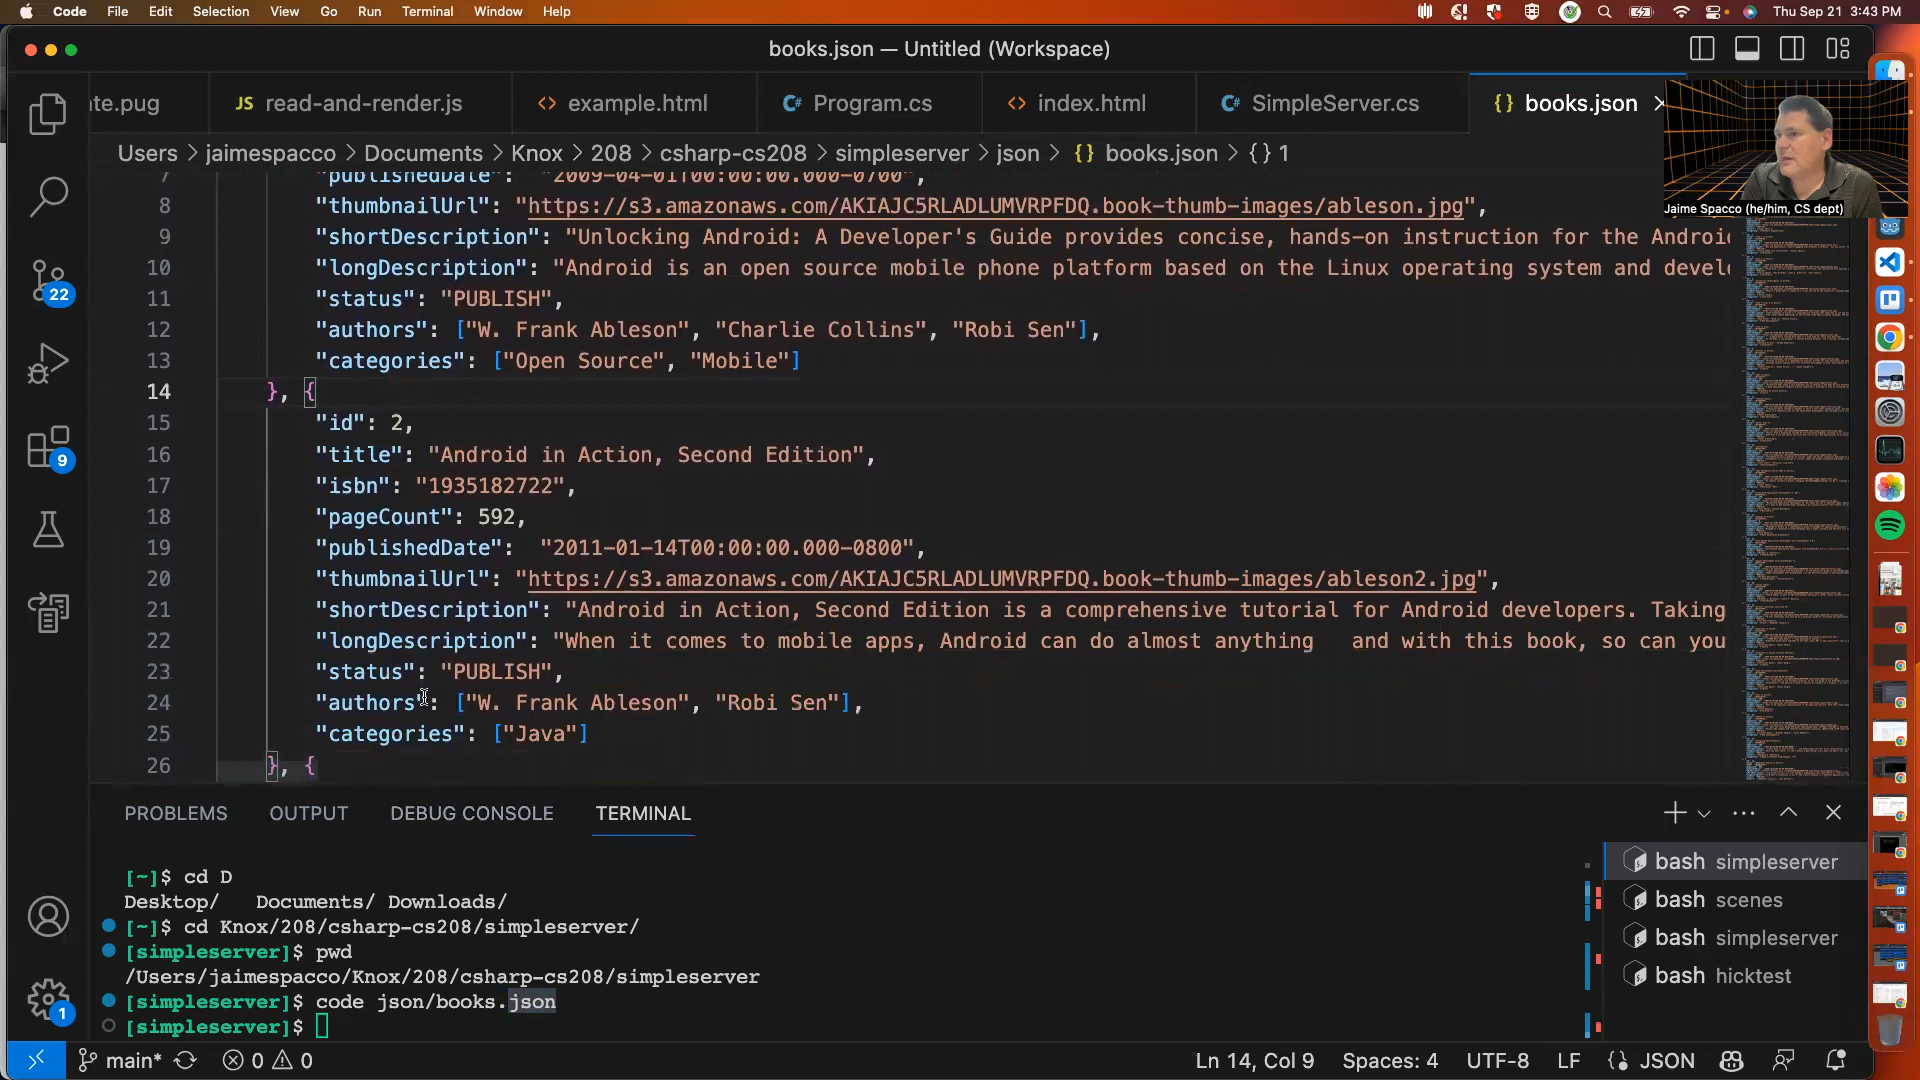 Code File Edit Selection View Go Run Terminal Window Help Thu Sep 21 3:43 PM
books.json — Untitled (Workspace)
ate.pug JS read-and-render.js <> example.html C# Program.cs <> index.html C# SimpleServer.cs {} books.json
Users > jaimespacco > Documents > Knox > 208 > csharp-cs208 > simpleserver > json > {} books.json > {} 1
Jaime Spacco (he/him, CS dept)
7 "publishedDate": "2009-04-01T00:00:00.000-0700",
8 "thumbnailUrl": "https://s3.amazonaws.com/AKIAJC5RLADLUMVRPFDQ.book-thumb-images/ableson.jpg",
9 "shortDescription": "Unlocking Android: A Developer's Guide provides concise, hands-on instruction for the Androi
10 "longDescription": "Android is an open source mobile phone platform based on the Linux operating system and devel
11 "status": "PUBLISH",
12 "authors": ["W. Frank Ableson", "Charlie Collins", "Robi Sen"],
13 "categories": ["Open Source", "Mobile"]
14 }, {
15 "id": 2,
16 "title": "Android in Action, Second Edition",
17 "isbn": "1935182722",
18 "pageCount": 592,
19 "publishedDate": "2011-01-14T00:00:00.000-0800",
20 "thumbnailUrl": "https://s3.amazonaws.com/AKIAJC5RLADLUMVRPFDQ.book-thumb-images/ableson2.jpg",
21 "shortDescription": "Android in Action, Second Edition is a comprehensive tutorial for Android developers. Taking
22 "longDescription": "When it comes to mobile apps, Android can do almost anything and with this book, so can you
23 "status": "PUBLISH",
24 "authors": ["W. Frank Ableson", "Robi Sen"],
25 "categories": ["Java"]
26 }, {
22
9
1
PROBLEMS OUTPUT DEBUG CONSOLE TERMINAL
[~]$ cd D
Desktop/ Documents/ Downloads/
[~]$ cd Knox/208/csharp-cs208/simpleserver/
[simpleserver]$ pwd
/Users/jaimespacco/Knox/208/csharp-cs208/simpleserver
[simpleserver]$ code json/books.json
[simpleserver]$
bash simpleserver
bash scenes
bash simpleserver
bash hicktest
main* 0 0 Ln 14, Col 9 Spaces: 4 UTF-8 LF {} JSON